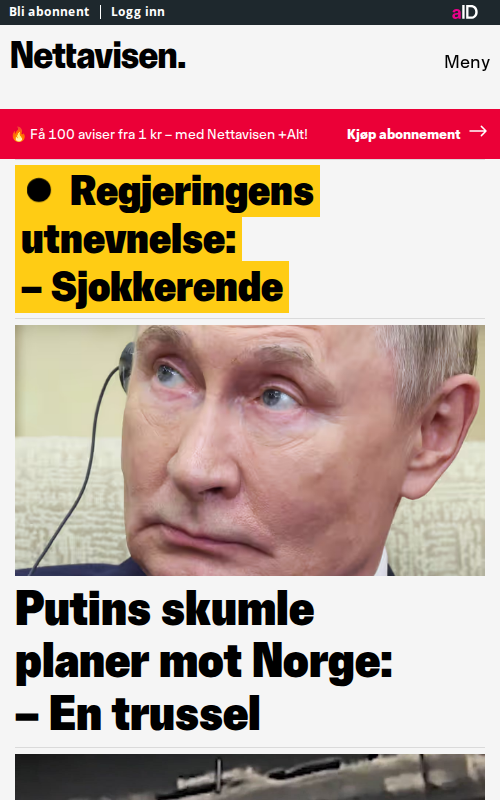 Bli abonnent | Logg inn
aID
Nettavisen.
Meny
🔥 Få 100 aviser fra 1 kr – med Nettavisen +Alt!
Kjøp abonnement →
● Regjeringens
utnevnelse:
– Sjokkerende
Putins skumle
planer mot Norge:
– En trussel